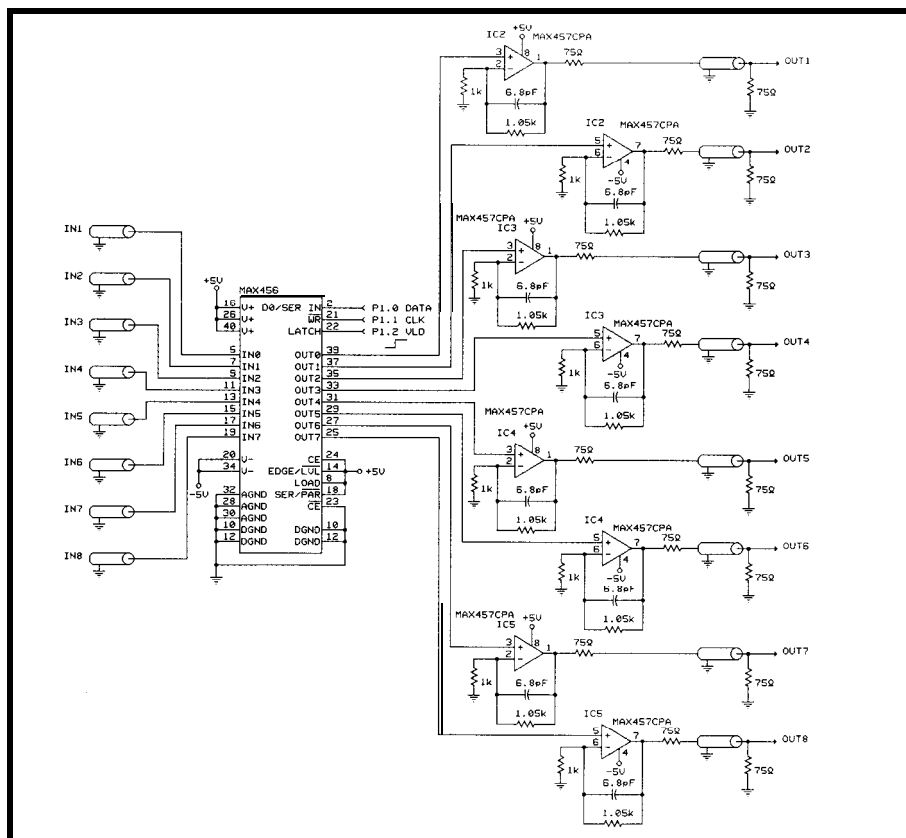 +5V
IC2 MAX457CPA
3 + 8 1 75Ω OUT1
2 -
1k 6.8pF 75Ω
1.05k
IC2 MAX457CPA
5 + 7 75Ω OUT2
6 - 4
-5V
1k 6.8pF 75Ω
1.05k
MAX457CPA +5V
IC3
3 + 8 1 75Ω OUT3
2 -
1k 6.8pF 75Ω
1.05k
IC3 MAX457CPA
5 + 7 75Ω OUT4
6 - 4
-5V
1k 6.8pF 75Ω
1.05k
MAX457CPA +5V
IC4
3 + 8 1 75Ω OUT5
2 -
1k 6.8pF 75Ω
1.05k
IC4 MAX457CPA
5 + 7 75Ω OUT6
6 - 4
-5V
1k 6.8pF 75Ω
1.05k
MAX457CPA +5V
IC5
3 + 8 1 75Ω OUT7
2 -
1k 6.8pF 75Ω
1.05k
IC5 MAX457CPA
5 + 7 75Ω OUT8
6 - 4
-5V
1k 6.8pF 75Ω
1.05k
IN1
IN2
IN3
IN4
IN5
IN6
IN7
IN8
+5V
MAX456
16 V+ D0/SER IN 2 P1.0 DATA
26 V+ WR 21 P1.1 CLK
40 V+ LATCH 22 P1.2 VLD
5 IN0 OUT0 39
7 IN1 OUT1 37
9 IN2 OUT2 35
11 IN3 OUT3 33
13 IN4 OUT4 31
15 IN5 OUT5 29
17 IN6 OUT6 27
19 IN7 OUT7 25
20 V- CE 24
34 V- EDGE/LVL 14 +5V
-5V LOAD 8
32 AGND SER/PAR 18
28 AGND CE 23
30 AGND
10 DGND DGND 10
12 DGND DGND 12